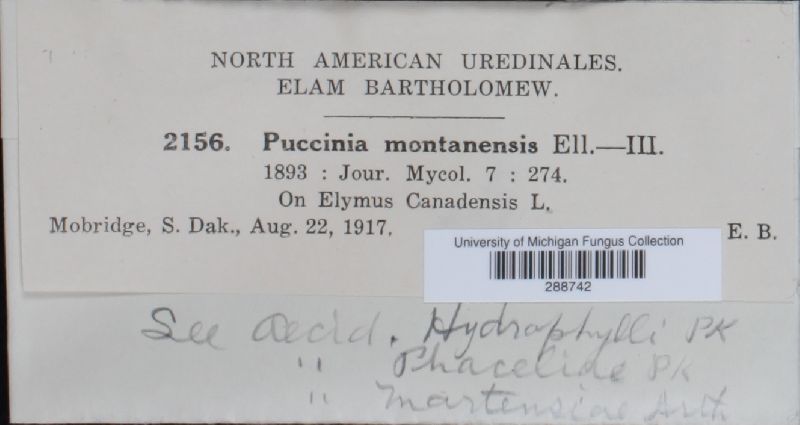 NORTH AMERICAN UREDINALES.
ELAM BARTHOLOMEW.
2156. Puccinia montanensis Ell.—III.
1893 : Jour. Mycol. 7 : 274.
On Elymus Canadensis L.
Mobridge, S. Dak., Aug. 22, 1917. E. B.
University of Michigan Fungus Collection
288742
See Aecid. Hydrophylli PK
" Phaceliae PK
" Martensiae Arth